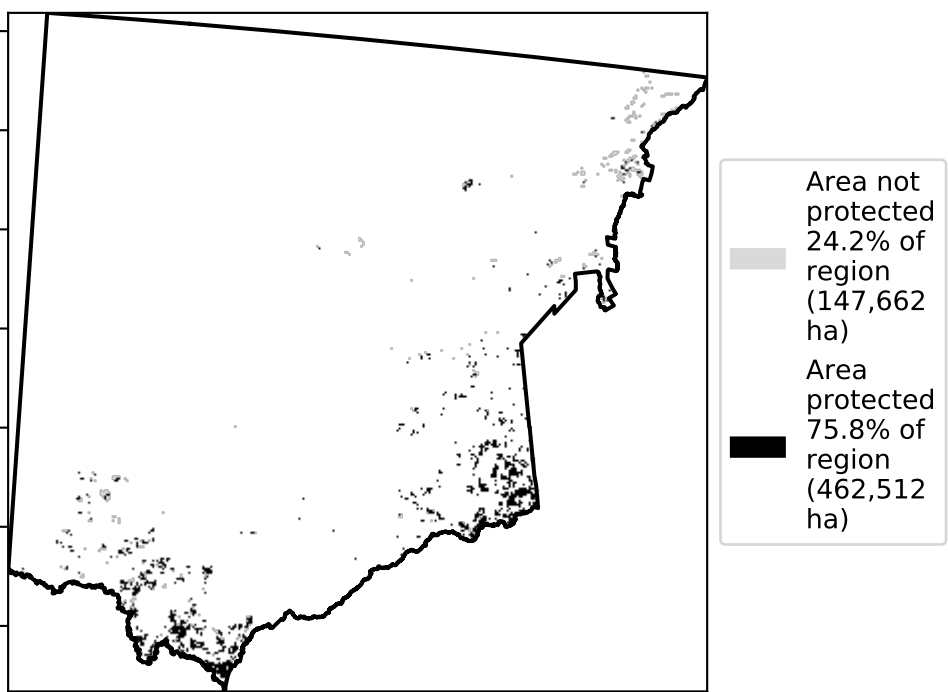 Area not
protected
24.2% of
region
(147,662
ha)
Area
protected
75.8% of
region
(462,512
ha)